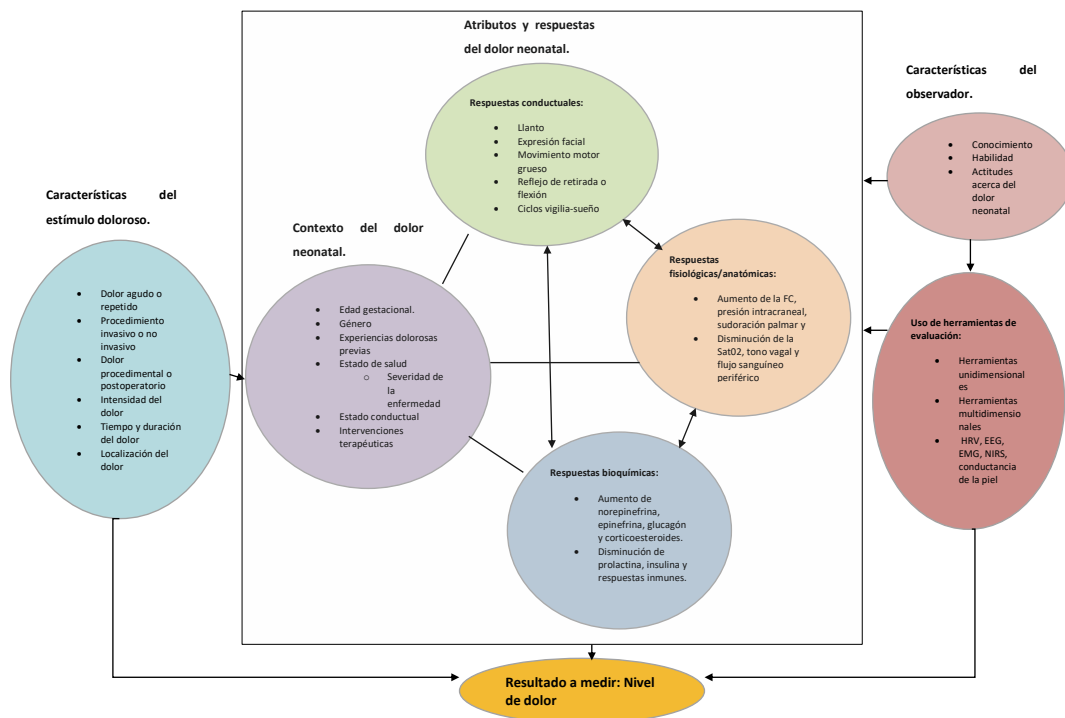 Atributos y respuestas
del dolor neonatal.
Respuestas conductuales:
• Llanto
• Expresión facial
• Movimiento motor
grueso
• Reflejo de retirada o
flexión
• Ciclos vigilia-sueño
Características del
observador.
• Conocimiento
• Habilidad
• Actitudes
acerca del
dolor
neonatal
Características del
estímulo doloroso.
• Dolor agudo o
repetido
• Procedimiento
invasivo o no
invasivo
• Dolor
procedimental o
postoperatorio
• Intensidad del
dolor
• Tiempo y duración
del dolor
• Localización del
dolor
Contexto del dolor
neonatal.
• Edad gestacional.
• Género
• Experiencias dolorosas
previas
• Estado de salud
o Severidad de
la
enfermedad
• Estado conductual
• Intervenciones
terapéuticas
Respuestas
fisiológicas/anatómicas:
• Aumento de la FC,
presión intracraneal,
sudoración palmar y
• Disminución de la
Sat02, tono vagal y
flujo sanguíneo
periférico
Uso de herramientas de
evaluación:
• Herramientas
unidimensional
es
• Herramientas
multidimensio
nales
• HRV, EEG,
EMG, NIRS,
conductancia
de la piel
Respuestas bioquímicas:
• Aumento de
norepinefrina,
epinefrina, glucagón
y corticoesteroides.
• Disminución de
prolactina, insulina y
respuestas inmunes.
Resultado a medir: Nivel
de dolor